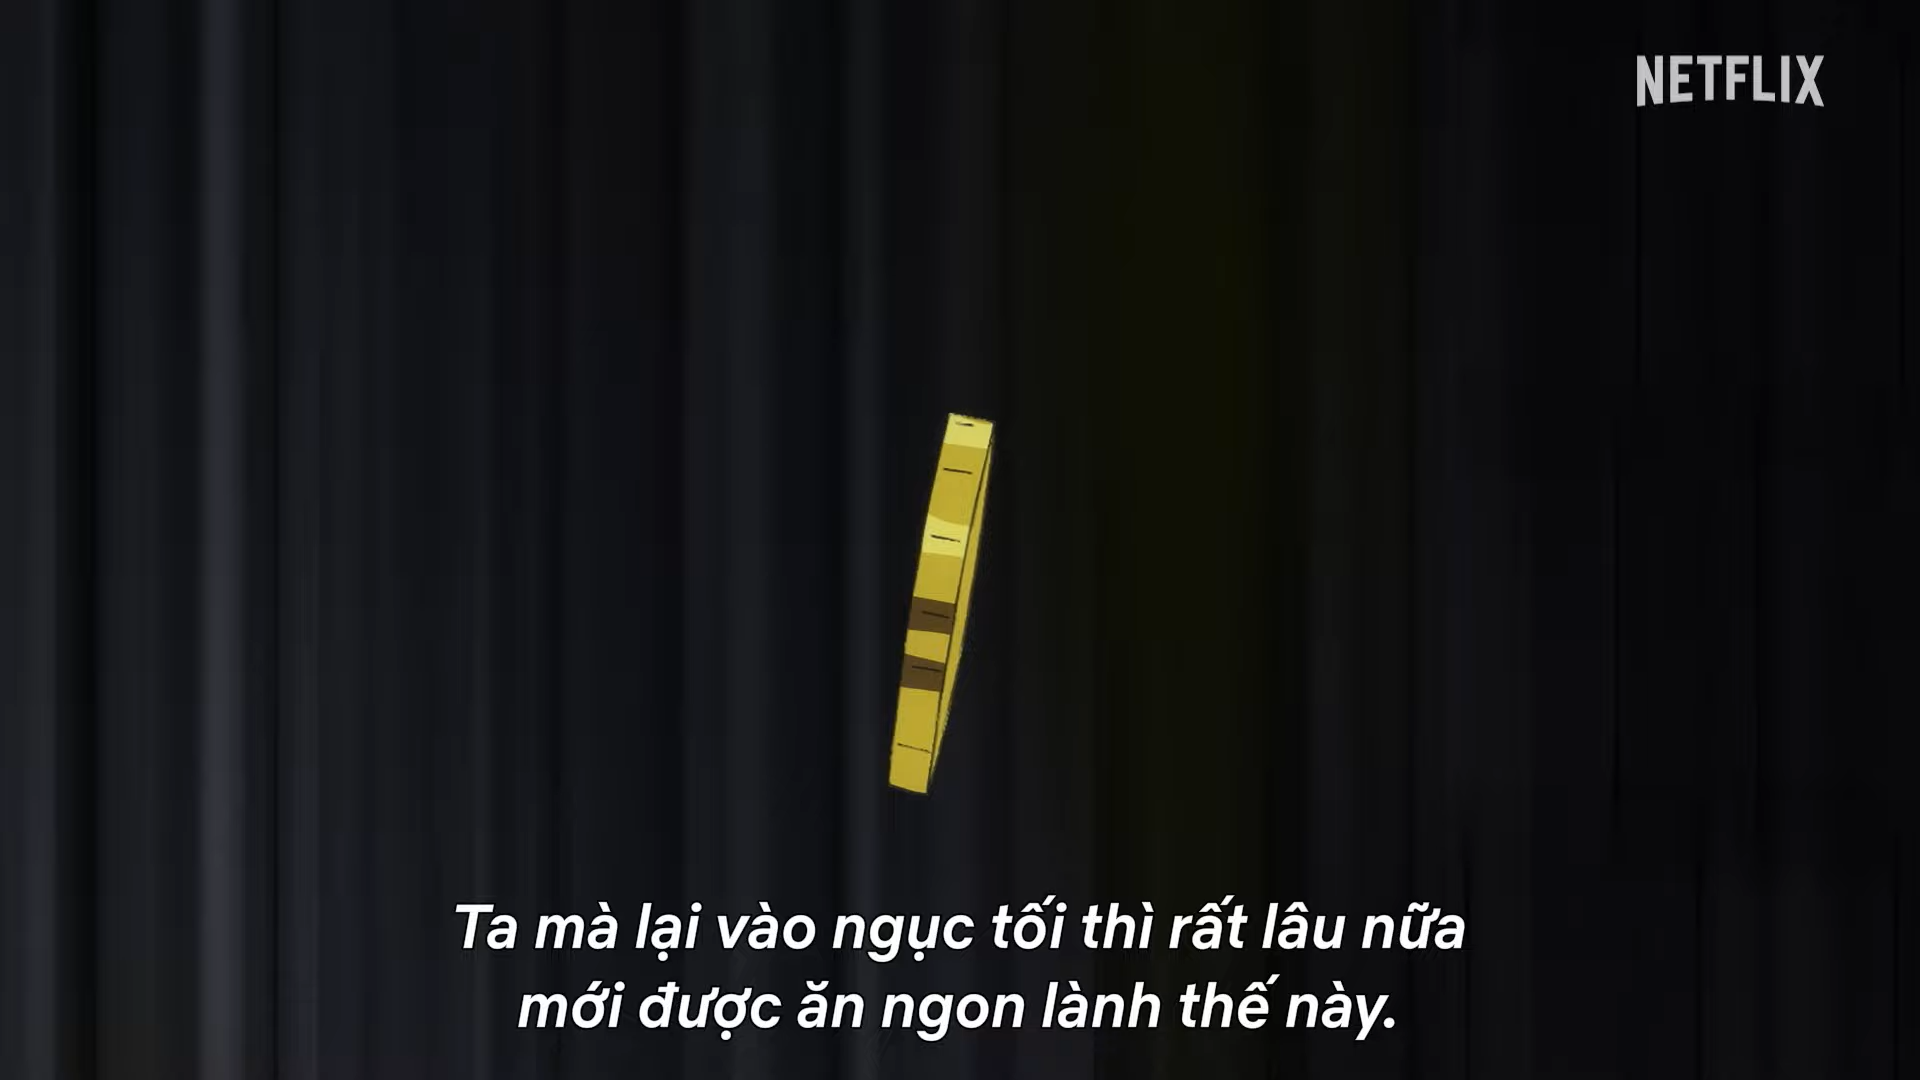 NETFLIX
Ta mà lại vào ngục tối thì rất lâu nữa
mới được ăn ngon lành thế này.